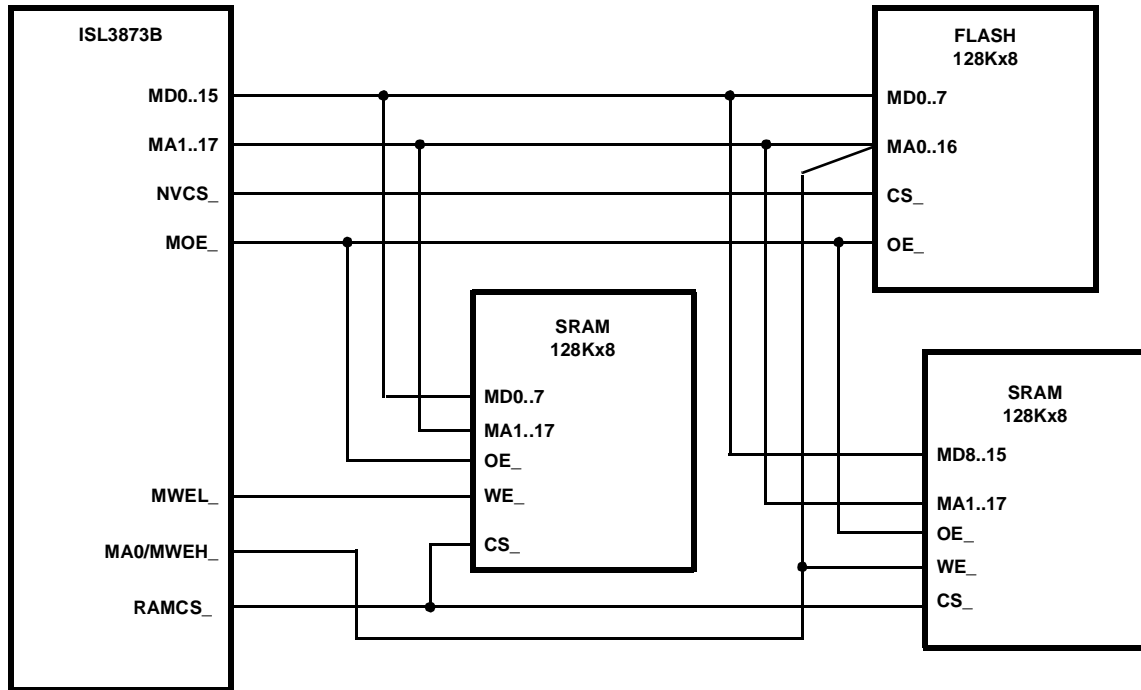 ISL3873B
MD0..15
MA1..17
NVCS_
MOE_
MWEL_
MA0/MWEH_
RAMCS_
FLASH
128Kx8
MD0..7
MA0..16
CS_
OE_
SRAM
128Kx8
MD0..7
MA1..17
OE_
WE_
CS_
SRAM
128Kx8
MD8..15
MA1..17
OE_
WE_
CS_